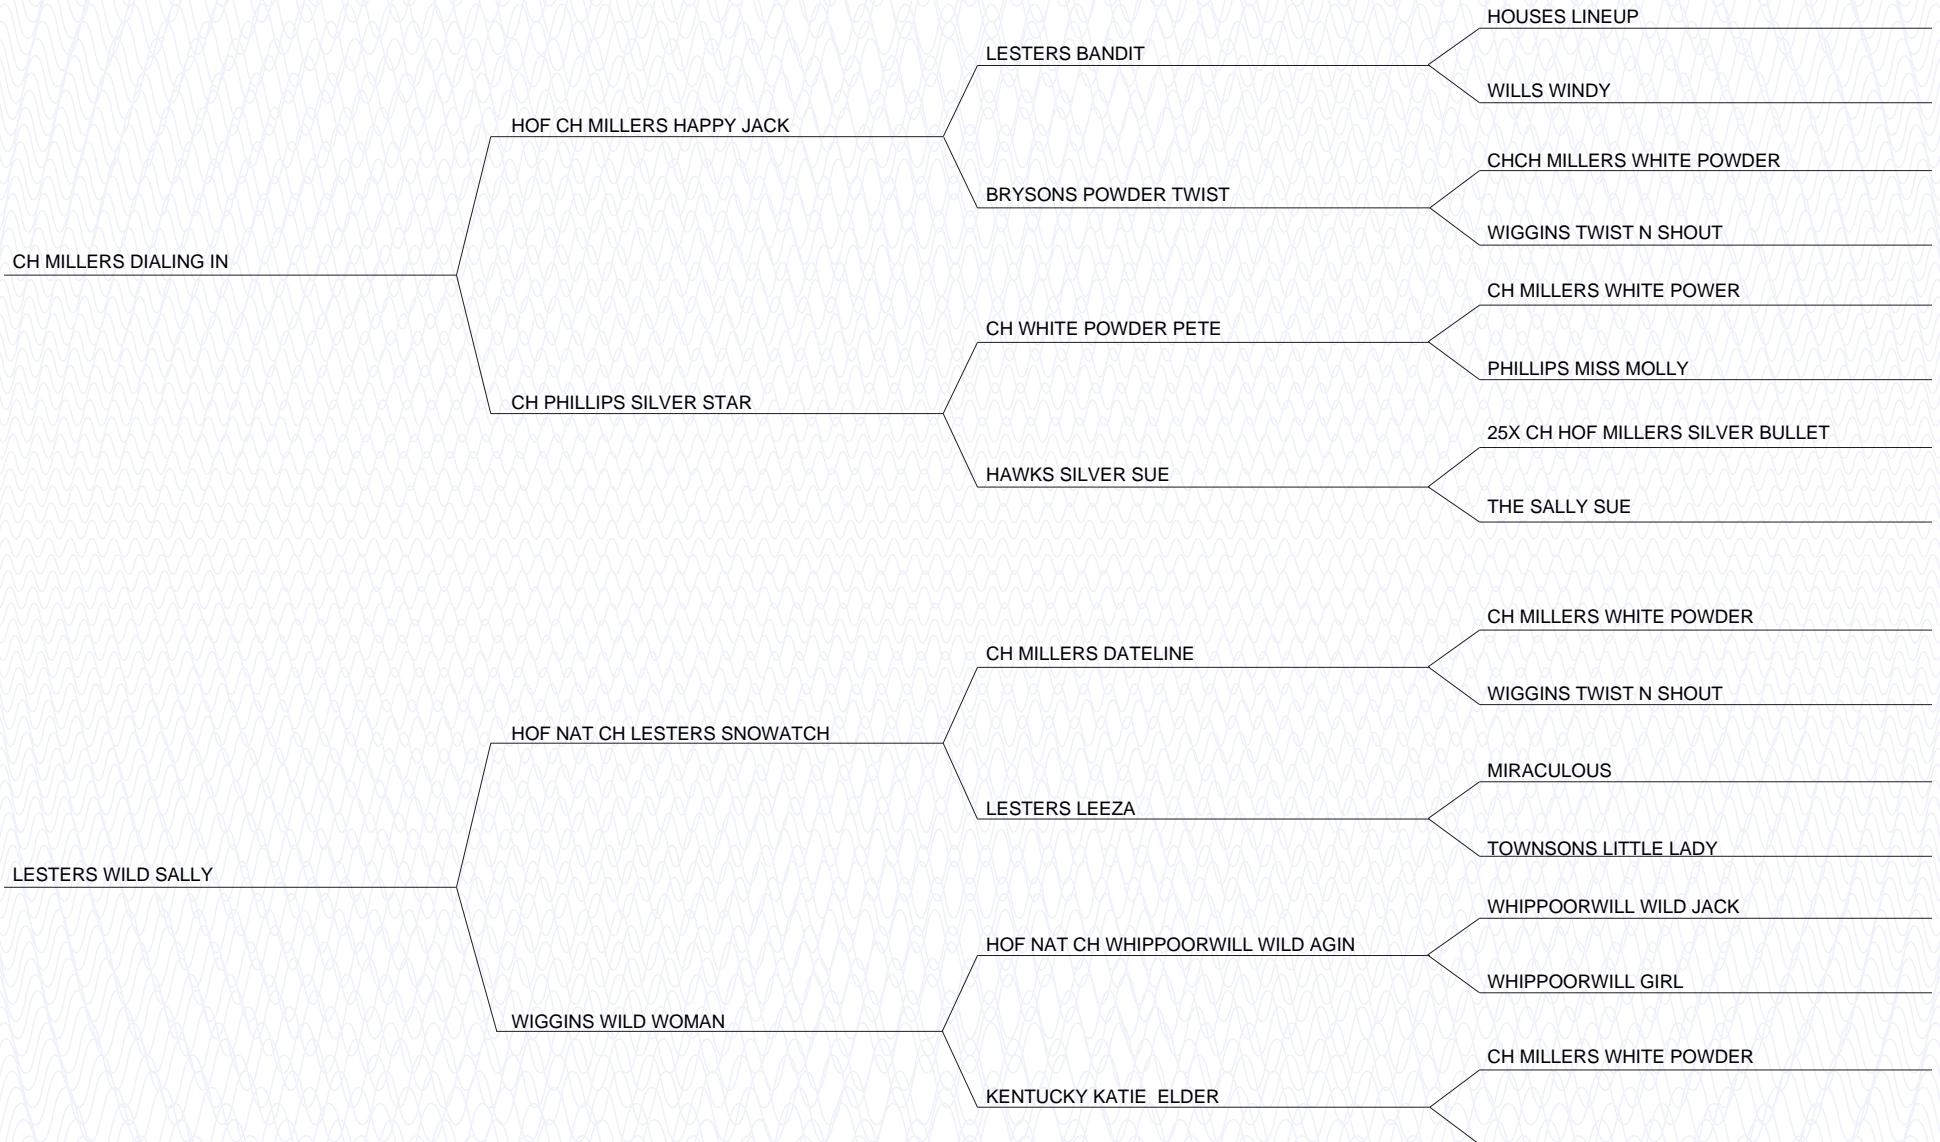 HOUSES LINEUP
LESTERS BANDIT
WILLS WINDY
HOF CH MILLERS HAPPY JACK
CHCH MILLERS WHITE POWDER
BRYSONS POWDER TWIST
WIGGINS TWIST N SHOUT
CH MILLERS DIALING IN
CH MILLERS WHITE POWER
CH WHITE POWDER PETE
PHILLIPS MISS MOLLY
CH PHILLIPS SILVER STAR
25X CH HOF MILLERS SILVER BULLET
HAWKS SILVER SUE
THE SALLY SUE
CH MILLERS WHITE POWDER
CH MILLERS DATELINE
WIGGINS TWIST N SHOUT
HOF NAT CH LESTERS SNOWATCH
MIRACULOUS
LESTERS LEEZA
TOWNSONS LITTLE LADY
LESTERS WILD SALLY
WHIPPOORWILL WILD JACK
HOF NAT CH WHIPPOORWILL WILD AGIN
WHIPPOORWILL GIRL
WIGGINS WILD WOMAN
CH MILLERS WHITE POWDER
KENTUCKY KATIE  ELDER